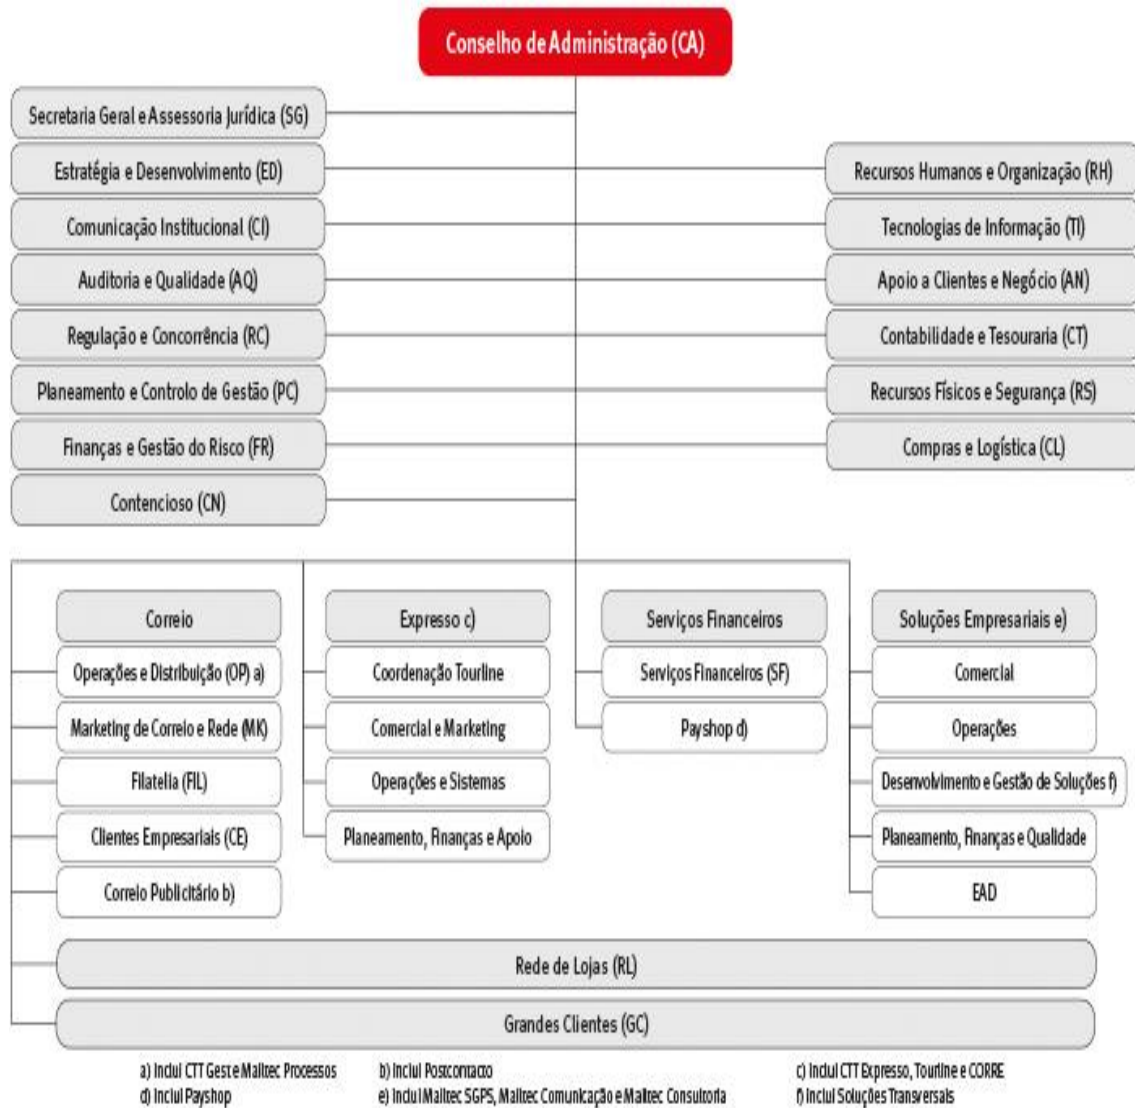 Conselho de Administração (CA)
Secretaria Geral e Assessoria Jurídica (SG)
Estratégia e Desenvolvimento (ED)
Comunicação Institucional (CI)
Auditoria e Qualidade (AQ)
Regulação e Concorrência (RC)
Planeamento e Controlo de Gestão (PC)
Finanças e Gestão do Risco (FR)
Contencioso (CN)
Recursos Humanos e Organização (RH)
Tecnologias de Informação (TI)
Apoio a Clientes e Negócio (AN)
Contabilidade e Tesouraria (CT)
Recursos Físicos e Segurança (RS)
Compras e Logística (CL)
Correio
Operações e Distribuição (OP) a)
Marketing de Correio e Rede (MK)
Filatelia (FIL)
Clientes Empresariais (CE)
Correio Publicitário b)
Expresso c)
Coordenação Tourline
Comercial e Marketing
Operações e Sistemas
Planeamento, Finanças e Apoio
Serviços Financeiros
Serviços Financeiros (SF)
Payshop d)
Soluções Empresariais e)
Comercial
Operações
Desenvolvimento e Gestão de Soluções f)
Planeamento, Finanças e Qualidade
EAD
Rede de Lojas (RL)
Grandes Clientes (GC)
a) Inclui CTT Gest e Mailtec Processos
b) Inclui Postcontacto
c) Inclui CTT Expresso, Tourline e CORRE
d) Inclui Payshop
e) Inclui Mailtec SGPS, Mailtec Comunicação e Mailtec Consultoria
f) Inclui Soluções Transversais